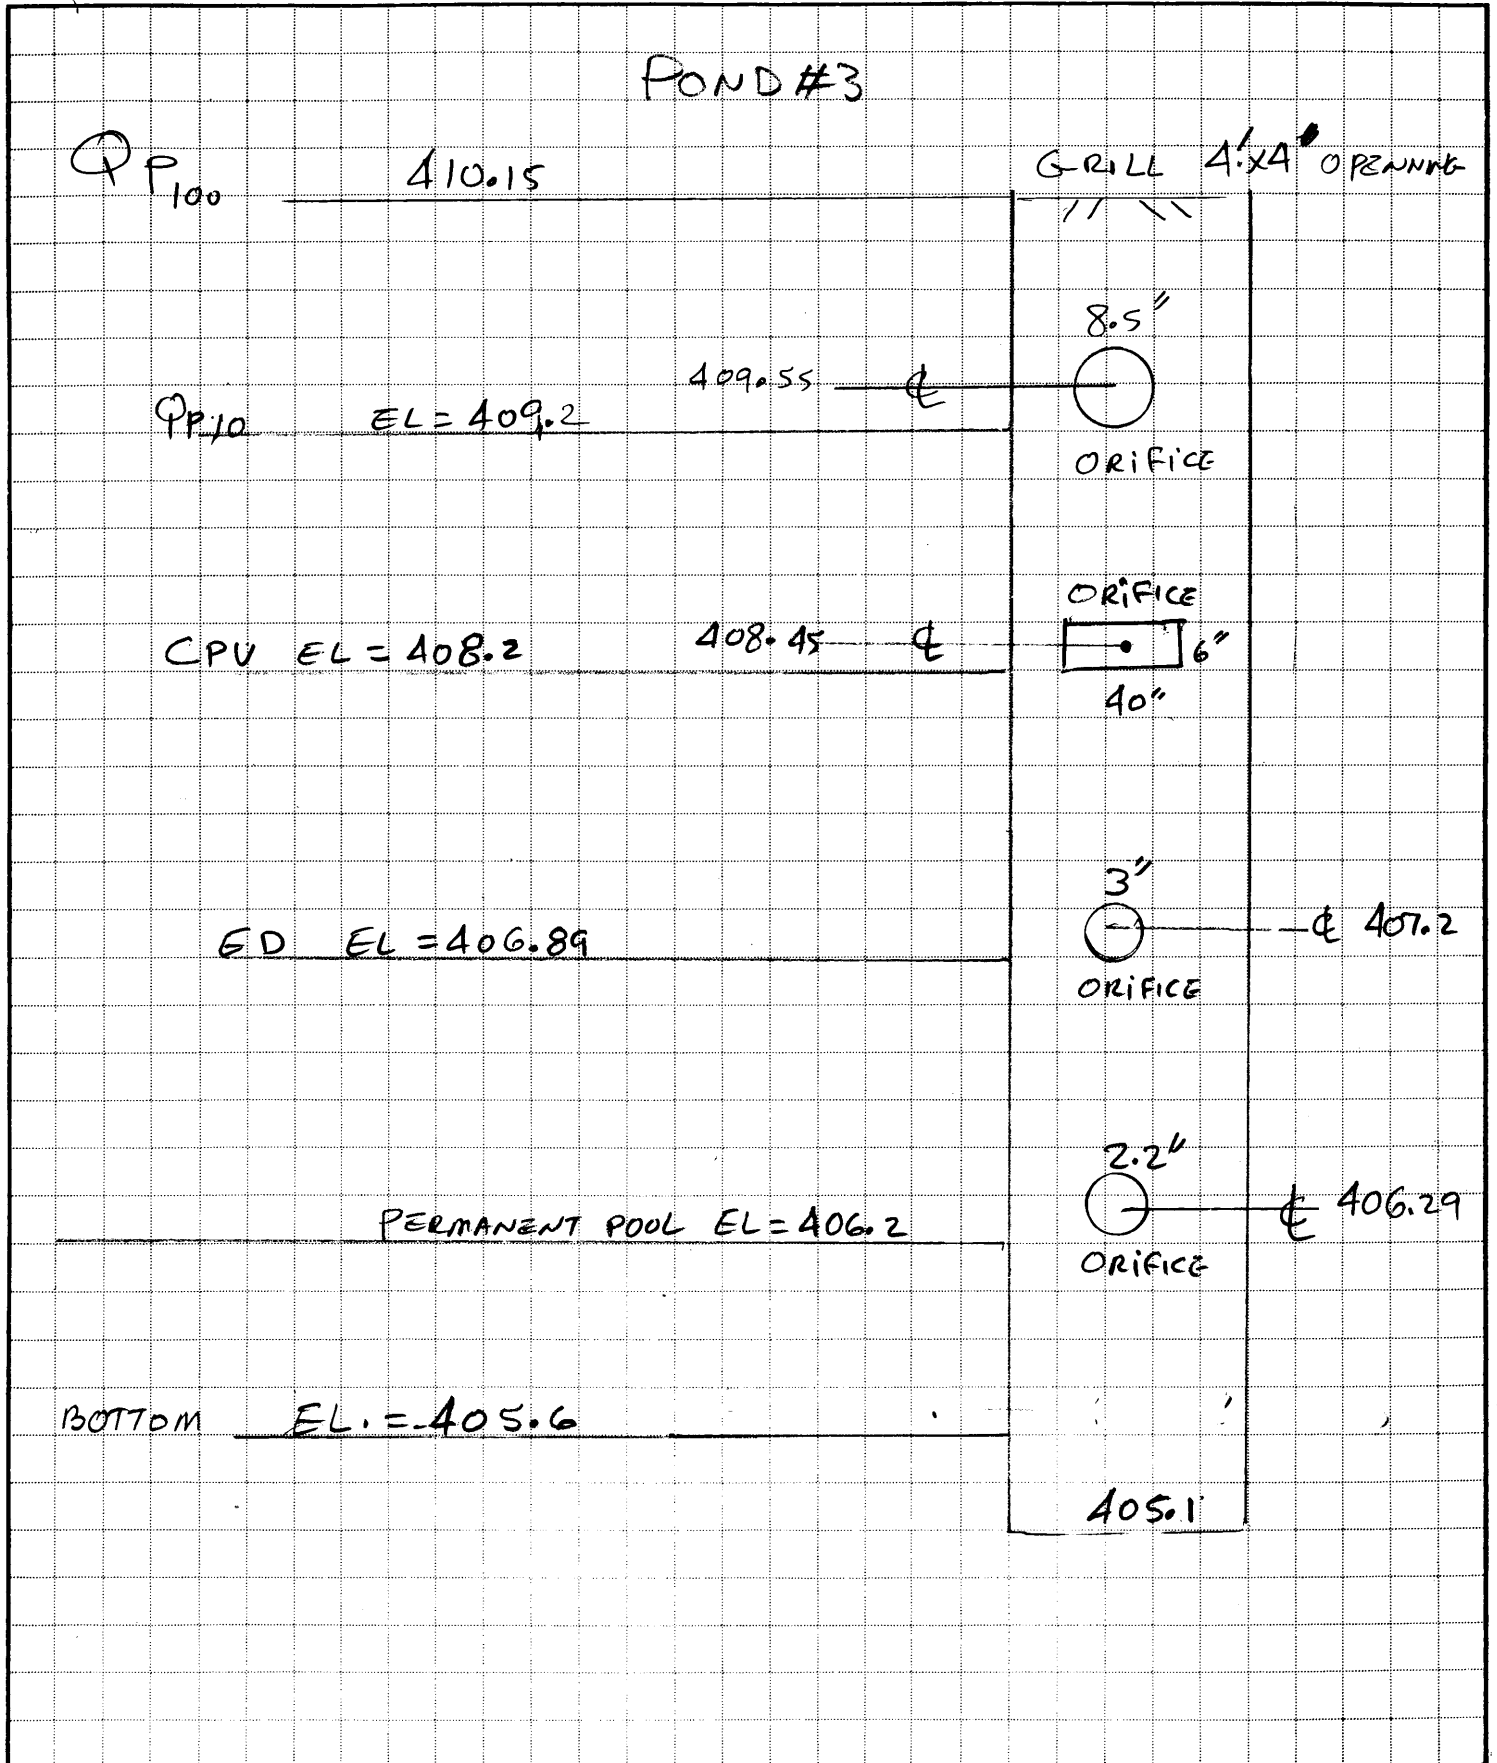 POND #3
QP100 410.15
GRILL 4'x4' OPENNING
8.5"
409.55 ℄
QP10 EL = 409.2
ORIFICE
ORIFICE
CPV EL = 408.2
408.45 ℄
6"
40"
3"
℄ 407.2
ED EL = 406.89
ORIFICE
2.2"
℄ 406.29
PERMANENT POOL EL = 406.2
ORIFICE
BOTTOM EL. = 405.6
405.1